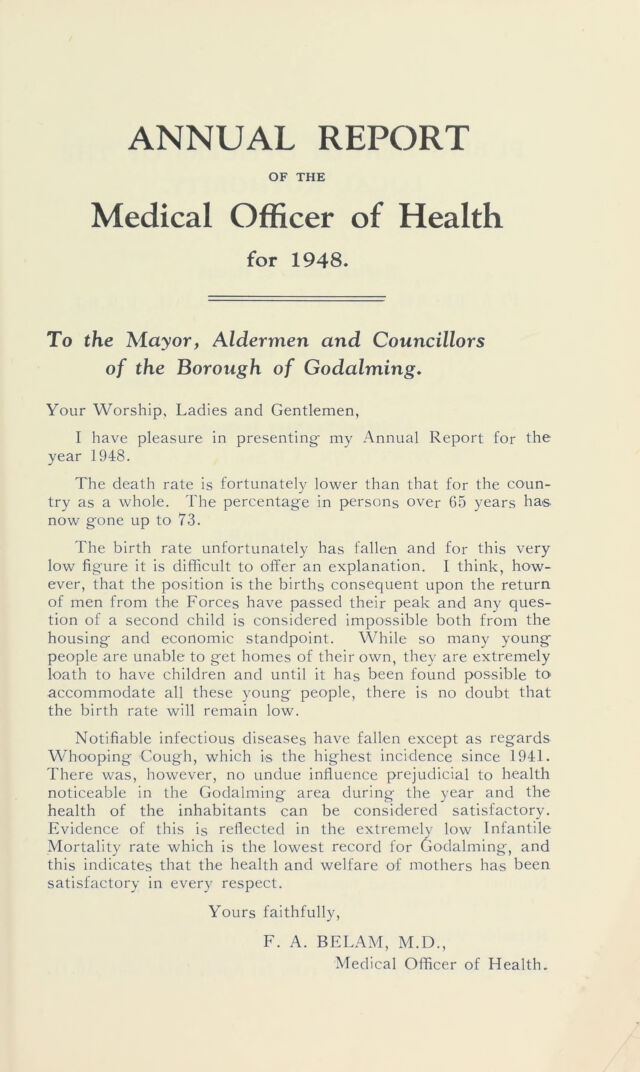 ANNUAL REPORT
OF THE
Medical Officer of Health
for 1948.
To the Mayor, Aldermen and Councillors
of the Borough of Godalming.
Your Worship, Ladies and Gentlemen,
I have pleasure in presenting my Annual Report for the
year 1948.
The death rate is fortunately lower than that for the coun-
try as a whole. The percentage in persons over 65 years has
now gone up to 73.
The birth rate unfortunately has fallen and for this very
low figure it is difficult to offer an explanation. I think, how-
ever, that the position is the births consequent upon the return
of men from the Forces have passed their peak and any ques-
tion of a second child is considered impossible both from the
housing and economic standpoint. While so many young
people are unable to get homes of their own, they are extremely
loath to have children and until it has been found possible to
accommodate all these young people, there is no doubt that
the birth rate will remain low.
Notifiable infectious diseases have fallen except as regards
Whooping Cough, which is the highest incidence since 1941.
There was, however, no undue influence prejudicial to health
noticeable in the Godalming area during the year and the
health of the inhabitants can be considered satisfactory.
Evidence of this is reflected in the extremely low Infantile
Mortality rate which is the lowest record for Godalming, and
this indicates that the health and welfare of mothers has been
satisfactory in every respect.
Yours faithfully,
F. A. BELAM, M.D.,
Medical Officer of Health.